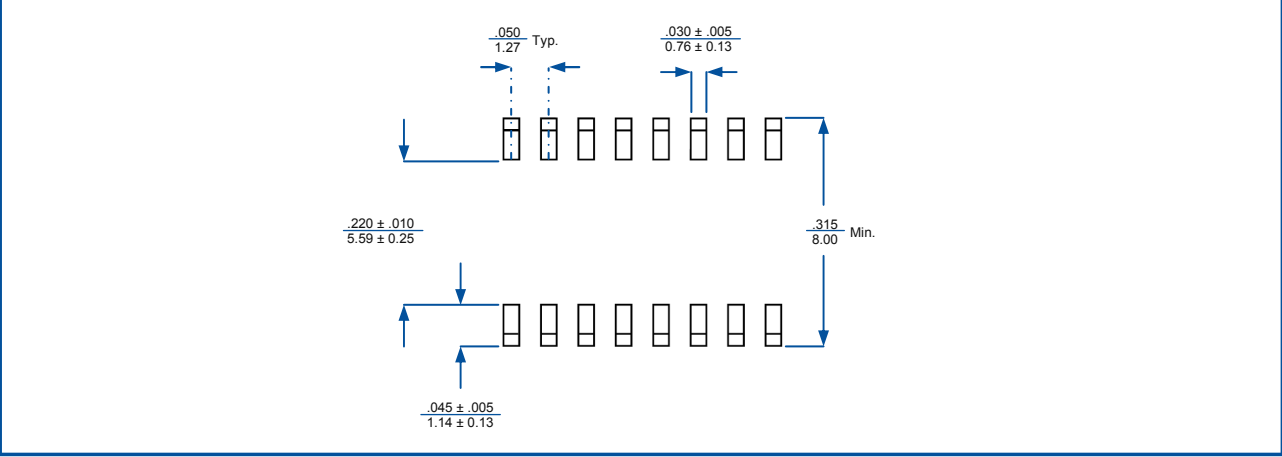 .050
1.27
Typ.
.030 ± .005
0.76 ± 0.13
.220 ± .010
5.59 ± 0.25
.315
8.00
Min.
.045 ± .005
1.14 ± 0.13